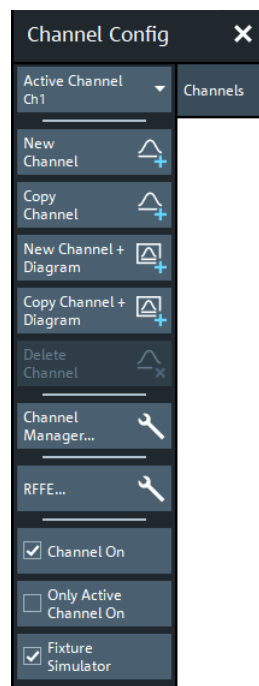 Channel Config
Active Channel
Ch1
Channels
New
Channel
Copy
Channel
New Channel +
Diagram
Copy Channel +
Diagram
Delete
Channel
Channel
Manager...
RFFE...
Channel On
Only Active
Channel On
Fixture
Simulator